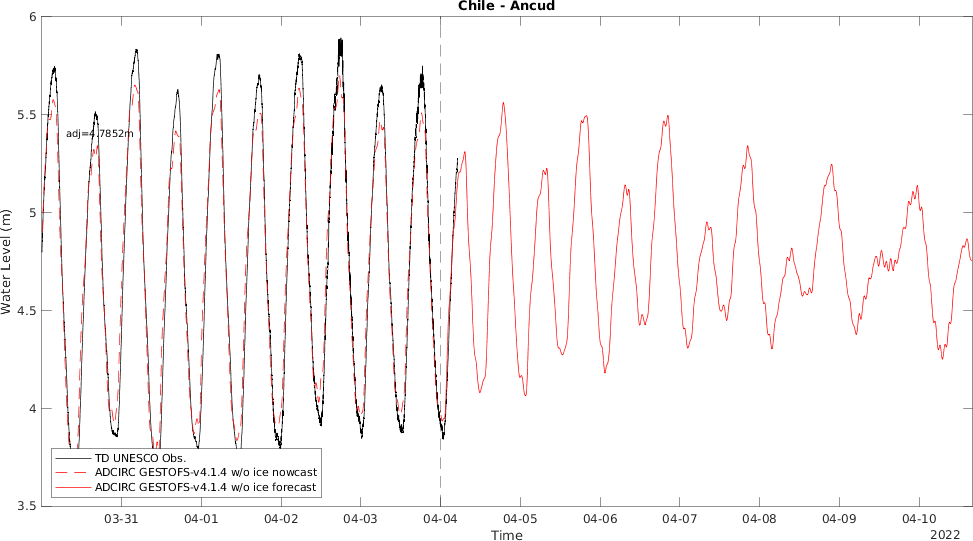 Chile - Ancud
6
5.5
5
4.5
4
3.5
Water Level (m)
adj=4.7852m
TD UNESCO Obs.
ADCIRC GESTOFS-v4.1.4 w/o ice nowcast
ADCIRC GESTOFS-v4.1.4 w/o ice forecast
03-31 04-01 04-02 04-03 04-04 04-05 04-06 04-07 04-08 04-09 04-10
Time
2022